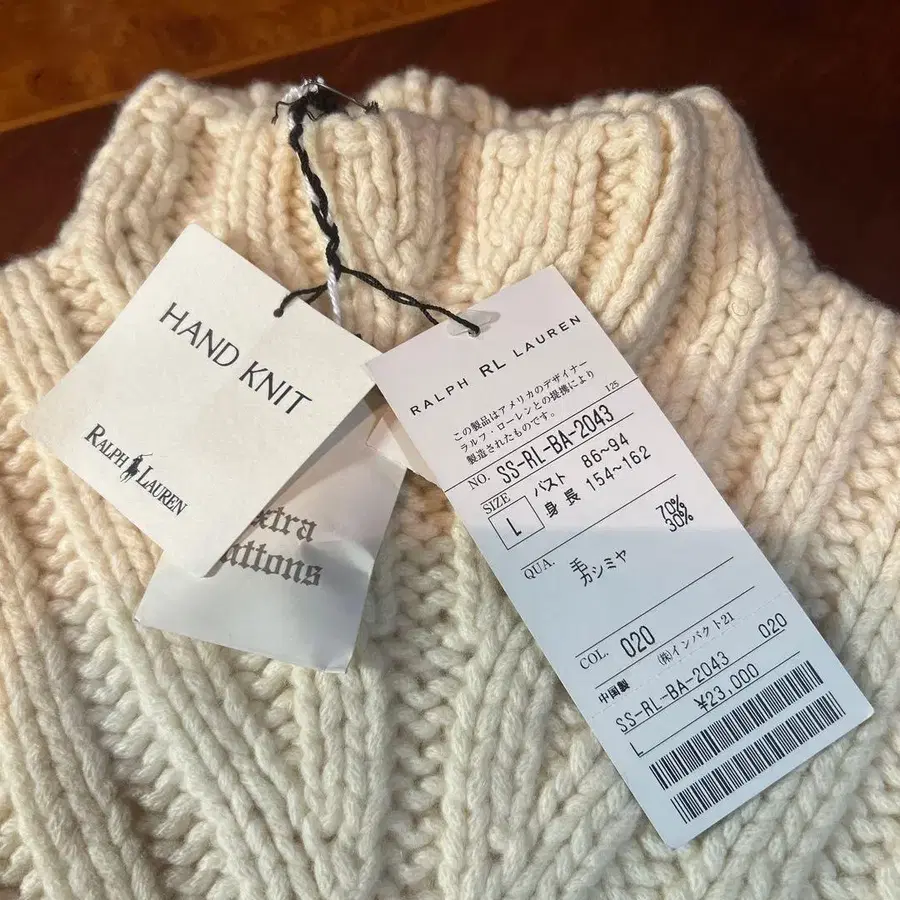 HAND KNIT
RALPH LAUREN
xtra
uttons
RALPH RL LAUREN
この製品はアメリカのデザイナー
ラルフ・ローレンとの提携により
製造されたものです。
125
NO. SS-RL-BA-2043
SIZE
L
バスト 86~94
身長 154~162
QUA.
毛 70%
カシミヤ 30%
COL. 020
㈱インパクト21
中国製
SS-RL-BA-2043 020
L ¥23,000